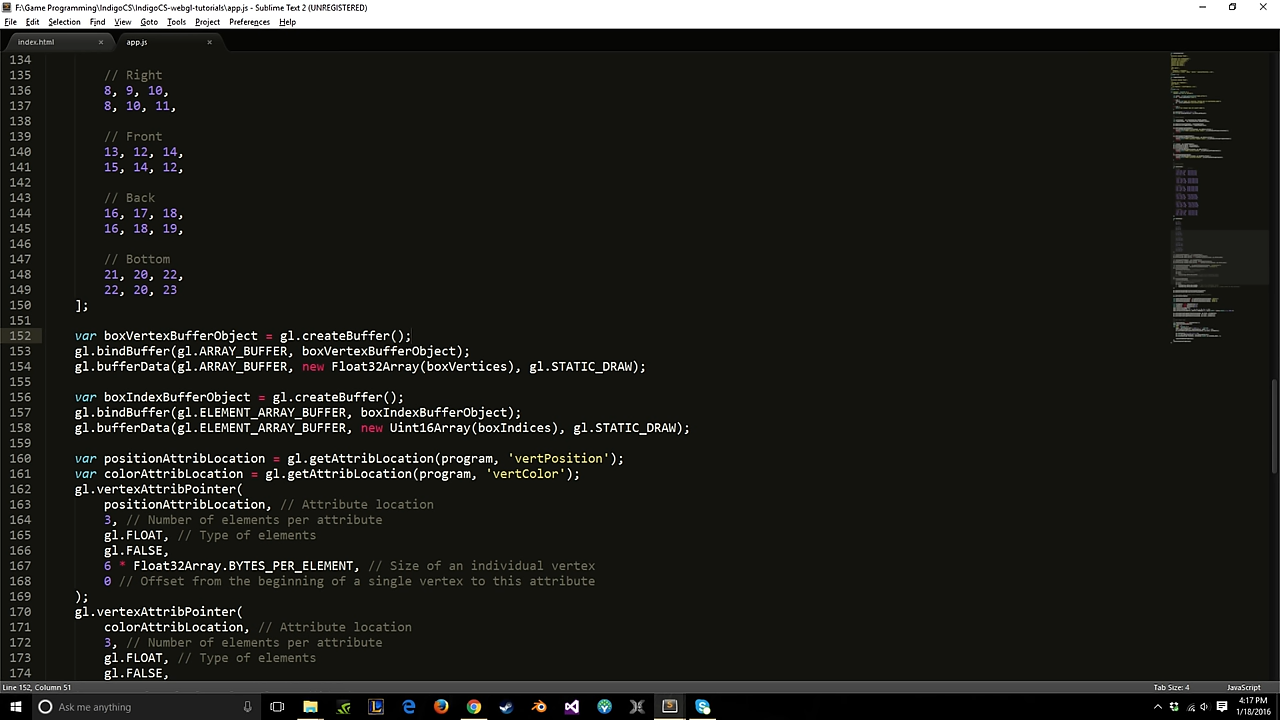 F:\Game Programming\IndigoCS\IndigoCS-webgl-tutorials\app.js - Sublime Text 2 (UNREGISTERED)
File Edit Selection Find View Goto Tools Project Preferences Help
index.html × app.js ×
134
135 // Right
136 8, 9, 10,
137 8, 10, 11,
138
139 // Front
140 13, 12, 14,
141 15, 14, 12,
142
143 // Back
144 16, 17, 18,
145 16, 18, 19,
146
147 // Bottom
148 21, 20, 22,
149 22, 20, 23
150 ];
151
152 var boxVertexBufferObject = gl.createBuffer();
153 gl.bindBuffer(gl.ARRAY_BUFFER, boxVertexBufferObject);
154 gl.bufferData(gl.ARRAY_BUFFER, new Float32Array(boxVertices), gl.STATIC_DRAW);
155
156 var boxIndexBufferObject = gl.createBuffer();
157 gl.bindBuffer(gl.ELEMENT_ARRAY_BUFFER, boxIndexBufferObject);
158 gl.bufferData(gl.ELEMENT_ARRAY_BUFFER, new Uint16Array(boxIndices), gl.STATIC_DRAW);
159
160 var positionAttribLocation = gl.getAttribLocation(program, 'vertPosition');
161 var colorAttribLocation = gl.getAttribLocation(program, 'vertColor');
162 gl.vertexAttribPointer(
163 positionAttribLocation, // Attribute location
164 3, // Number of elements per attribute
165 gl.FLOAT, // Type of elements
166 gl.FALSE,
167 6 * Float32Array.BYTES_PER_ELEMENT, // Size of an individual vertex
168 0 // Offset from the beginning of a single vertex to this attribute
169 );
170 gl.vertexAttribPointer(
171 colorAttribLocation, // Attribute location
172 3, // Number of elements per attribute
173 gl.FLOAT, // Type of elements
174 gl.FALSE,
Line 152, Column 51 Tab Size: 4 JavaScript
Ask me anything
4:17 PM
1/18/2016